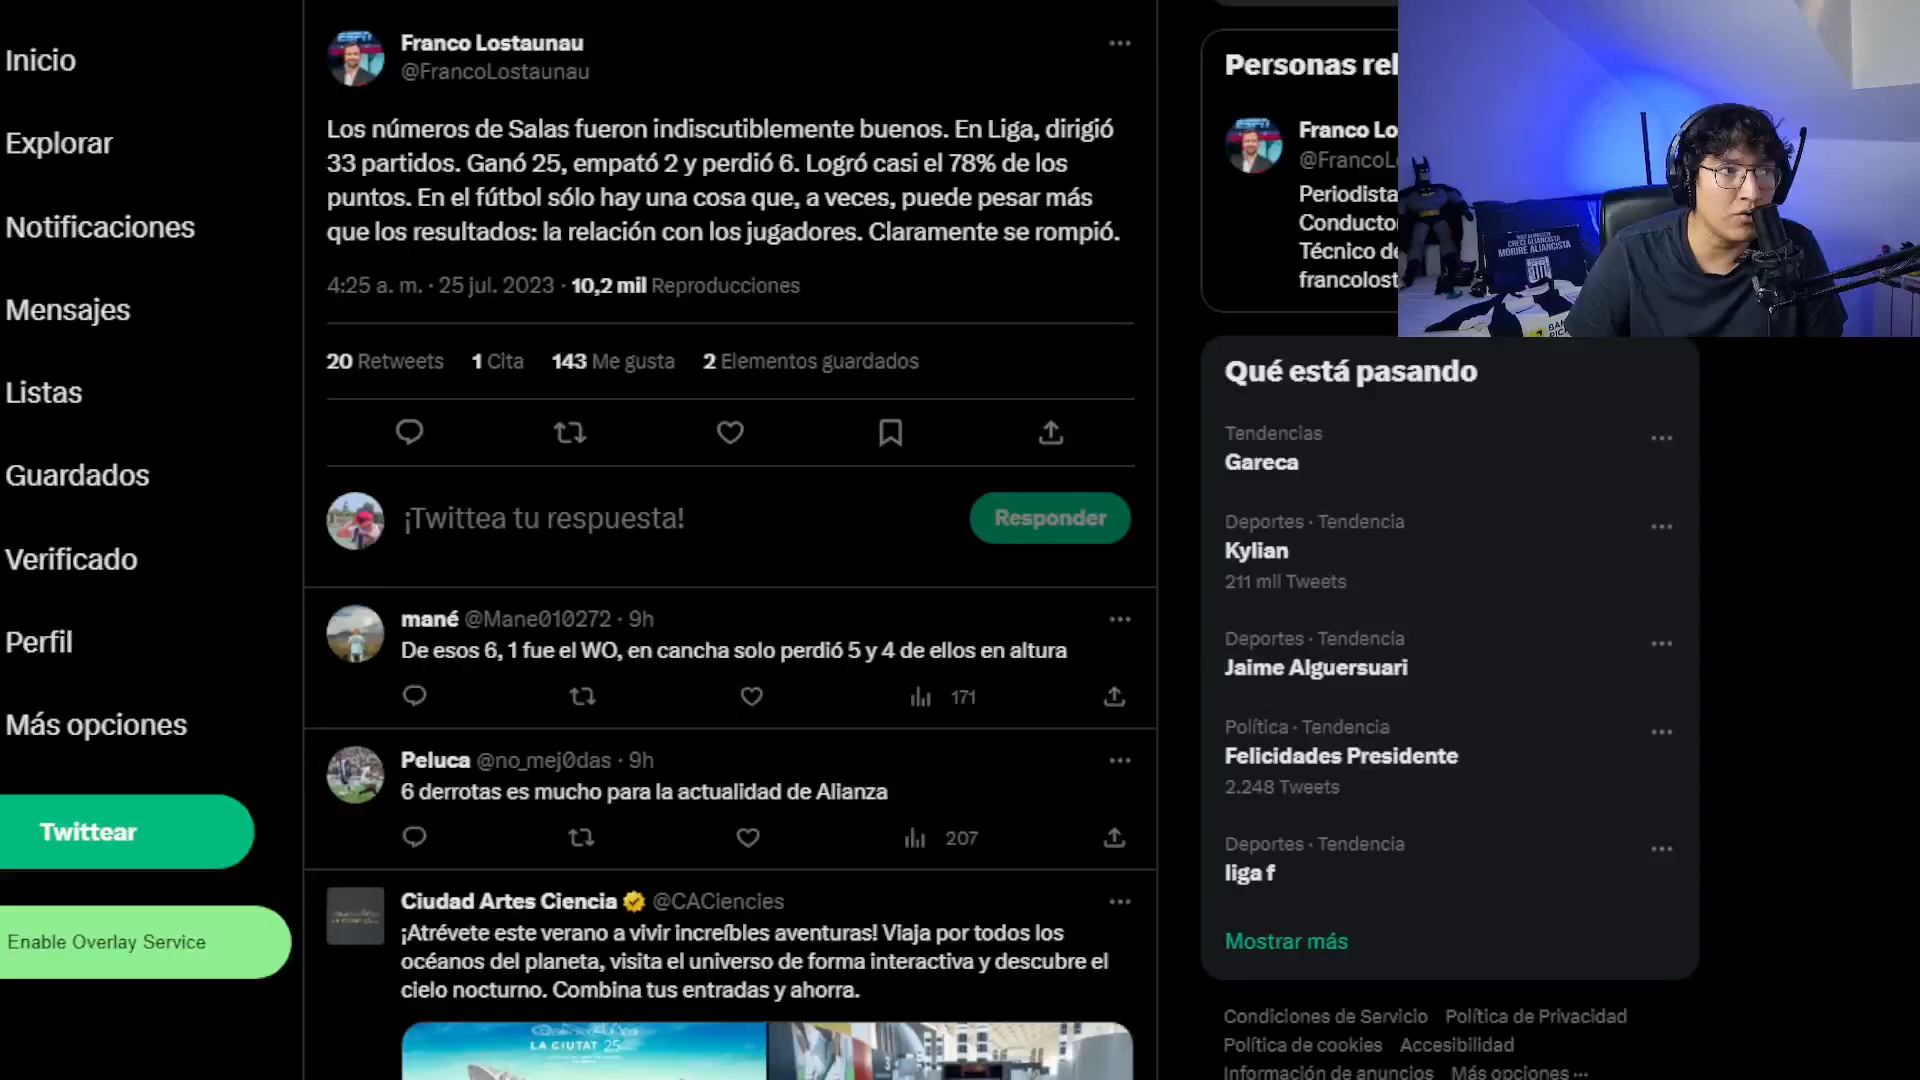 Inicio
Explorar
Notificaciones
Mensajes
Listas
Guardados
Verificado
Perfil
Más opciones
Twittear
Enable Overlay Service
Franco Lostaunau
@FrancoLostaunau
Los números de Salas fueron indiscutiblemente buenos. En Liga, dirigió
33 partidos. Ganó 25, empató 2 y perdió 6. Logró casi el 78% de los
puntos. En el fútbol sólo hay una cosa que, a veces, puede pesar más
que los resultados: la relación con los jugadores. Claramente se rompió.
4:25 a. m. · 25 jul. 2023 · 10,2 mil Reproducciones
20 Retweets 1 Cita 143 Me gusta 2 Elementos guardados
¡Twittea tu respuesta!
Responder
mané @Mane010272 · 9h
De esos 6, 1 fue el WO, en cancha solo perdió 5 y 4 de ellos en altura
171
Peluca @no_mej0das · 9h
6 derrotas es mucho para la actualidad de Alianza
207
Ciudad Artes Ciencia @CACiencies
¡Atrévete este verano a vivir increíbles aventuras! Viaja por todos los
océanos del planeta, visita el universo de forma interactiva y descubre el
cielo nocturno. Combina tus entradas y ahorra.
LA CIUTAT 25
Personas rel
Franco Lo
@FrancoL
Periodista
Conducto
Técnico de
francolost
ESPN
CRECÍ ALIANCISTA
MORIRÉ ALIANCISTA
Qué está pasando
Tendencias
Gareca
Deportes · Tendencia
Kylian
211 mil Tweets
Deportes · Tendencia
Jaime Alguersuari
Política · Tendencia
Felicidades Presidente
2.248 Tweets
Deportes · Tendencia
liga f
Mostrar más
Condiciones de Servicio Política de Privacidad
Política de cookies Accesibilidad
Información de anuncios Más opciones ···